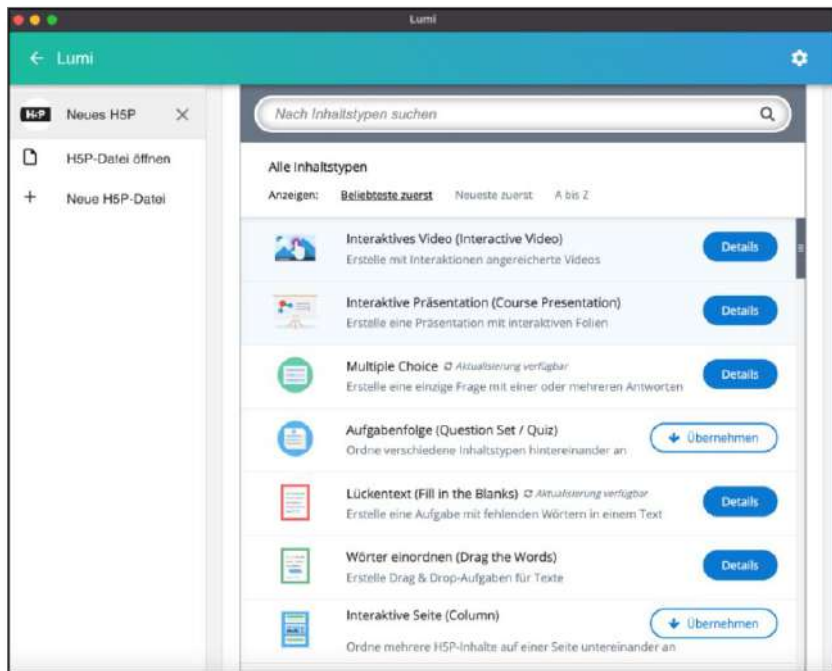 Lumi
Lumi
H5P Neues H5P
H5P-Datei öffnen
Neue H5P-Datei
Nach Inhaltstypen suchen
Alle Inhaltstypen
Anzeigen: Beliebteste zuerst Neueste zuerst A bis Z
Interaktives Video (Interactive Video)
Erstelle mit Interaktionen angereicherte Videos
Details
Interaktive Präsentation (Course Presentation)
Erstelle eine Präsentation mit interaktiven Folien
Details
Multiple Choice Aktualisierung verfügbar
Erstelle eine einzige Frage mit einer oder mehreren Antworten
Details
Aufgabenfolge (Question Set / Quiz)
Ordne verschiedene Inhaltstypen hintereinander an
Übernehmen
Lückentext (Fill in the Blanks) Aktualisierung verfügbar
Erstelle eine Aufgabe mit fehlenden Wörtern in einem Text
Details
Wörter einordnen (Drag the Words)
Erstelle Drag & Drop-Aufgaben für Texte
Details
Interaktive Seite (Column)
Ordne mehrere H5P-Inhalte auf einer Seite untereinander an
Übernehmen